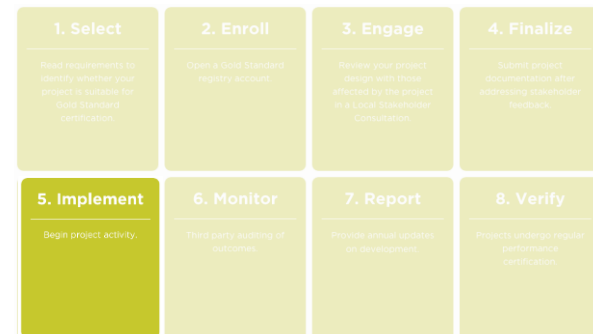 1. Select
Read requirements to
identify whether your
project is suitable for
Gold Standard
certification.
2. Enroll
Open a Gold Standard
registry account.
3. Engage
Review your project
design with those
affected by the project
in a Local Stakeholder
Consultation.
4. Finalize
Submit project
documentation after
addressing stakeholder
feedback.
5. Implement
Begin project activity.
6. Monitor
Third party auditing of
outcomes.
7. Report
Provide annual updates
on development.
8. Verify
Projects undergo regular
performance
certification.